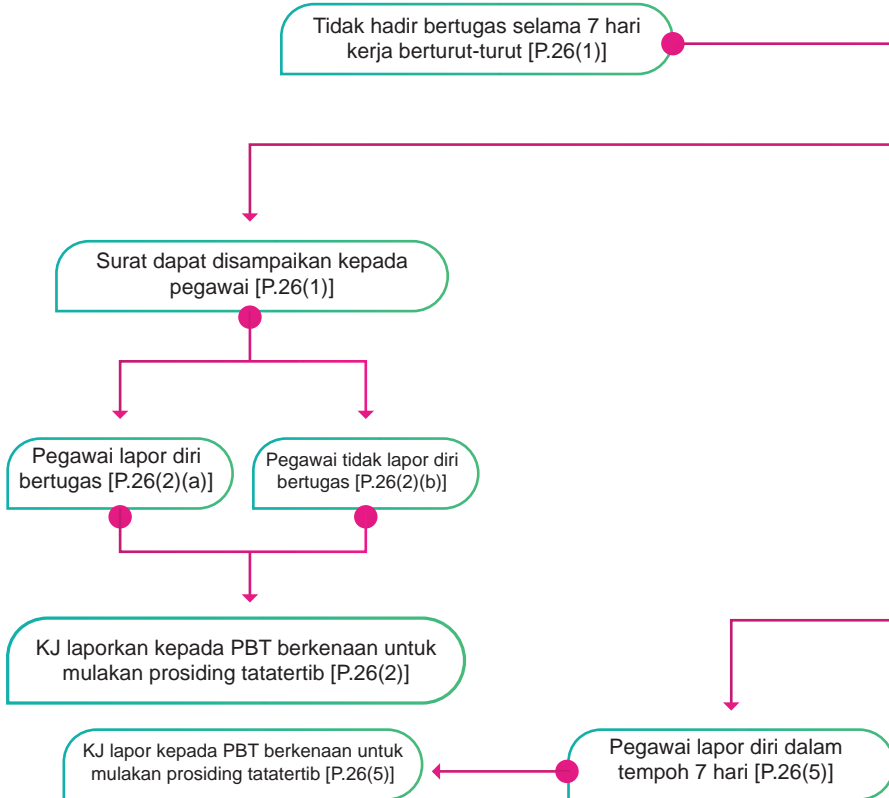 Tidak hadir bertugas selama 7 hari
kerja berturut-turut [P.26(1)]
Surat dapat disampaikan kepada
pegawai [P.26(1)]
Pegawai lapor diri
bertugas [P.26(2)(a)]
Pegawai tidak lapor diri
bertugas [P.26(2)(b)]
KJ laporkan kepada PBT berkenaan untuk
mulakan prosiding tatatertib [P.26(2)]
KJ lapor kepada PBT berkenaan untuk
mulakan prosiding tatatertib [P.26(5)]
Pegawai lapor diri dalam
tempoh 7 hari [P.26(5)]